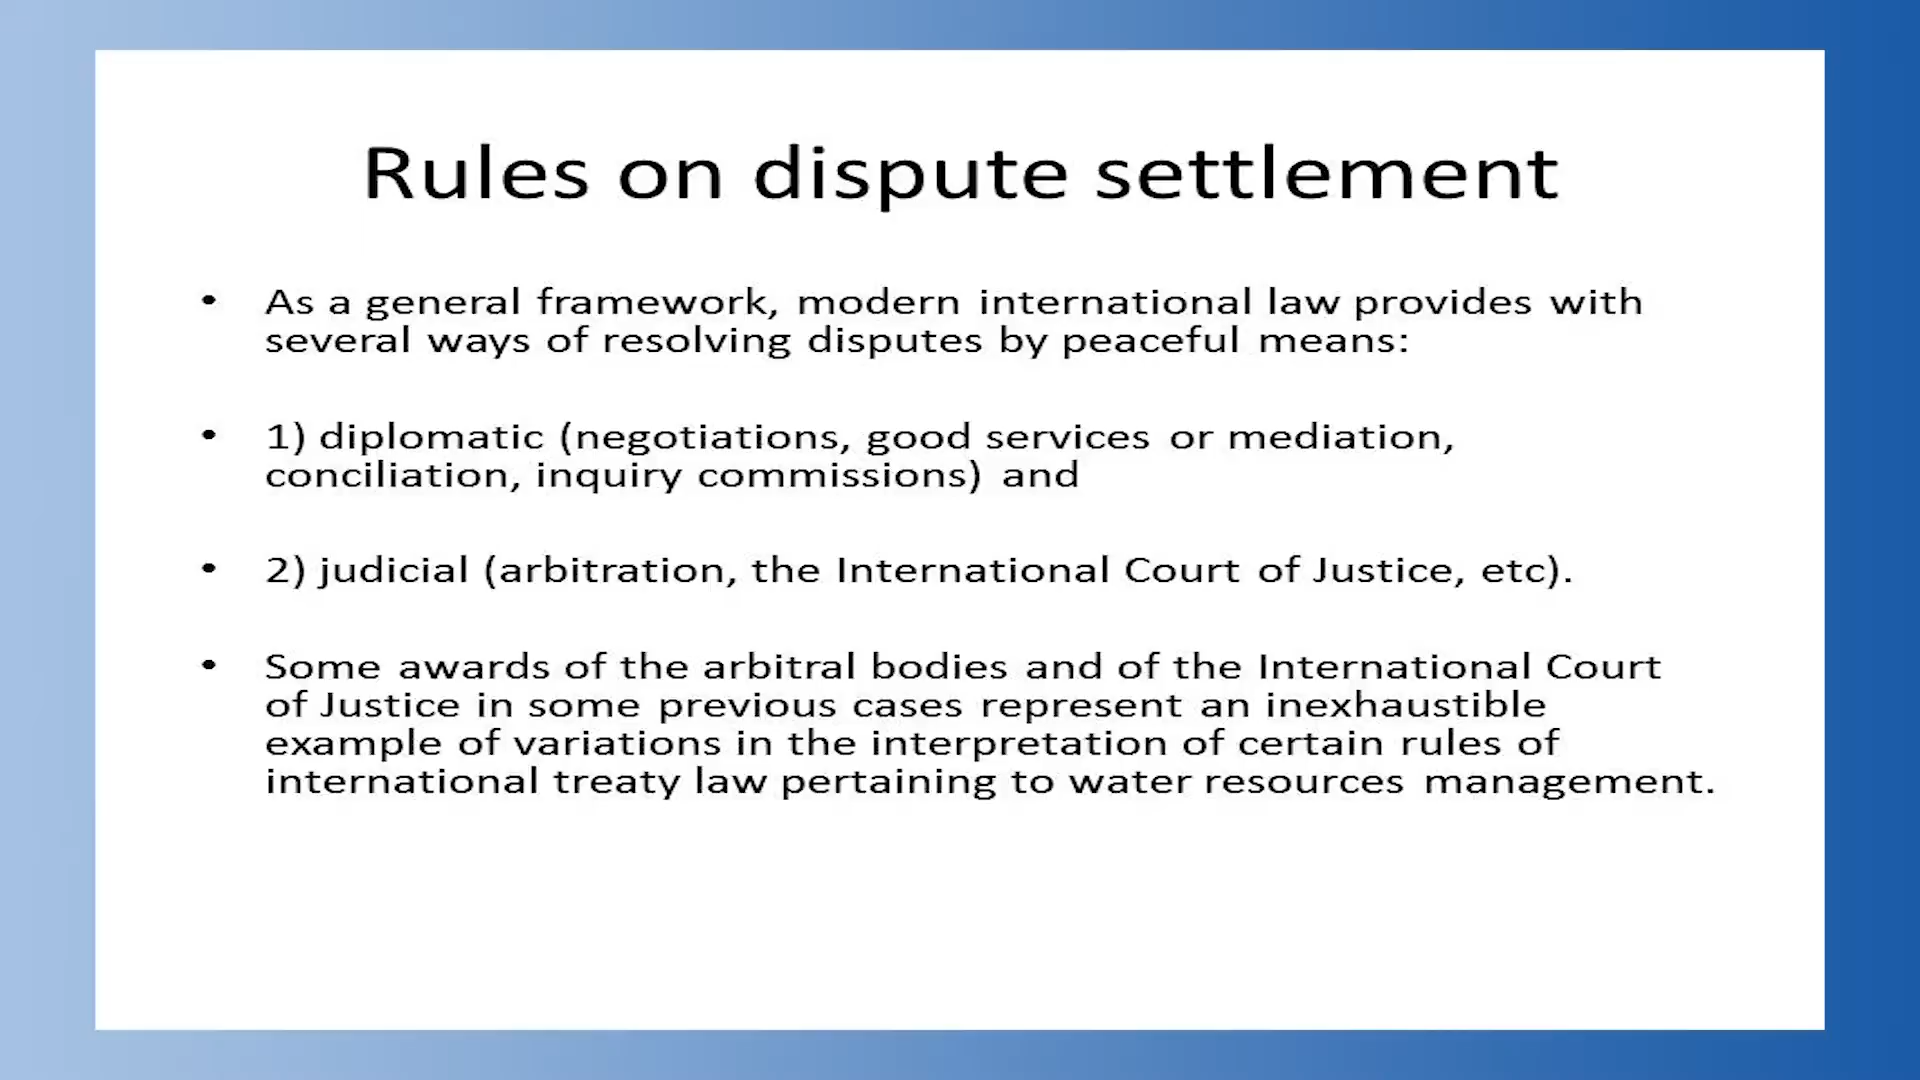 Rules on dispute settlement
• As a general framework, modern international law provides with
several ways of resolving disputes by peaceful means:
• 1) diplomatic (negotiations, good services or mediation,
conciliation, inquiry commissions) and
• 2) judicial (arbitration, the International Court of Justice, etc).
• Some awards of the arbitral bodies and of the International Court
of Justice in some previous cases represent an inexhaustible
example of variations in the interpretation of certain rules of
international treaty law pertaining to water resources management.